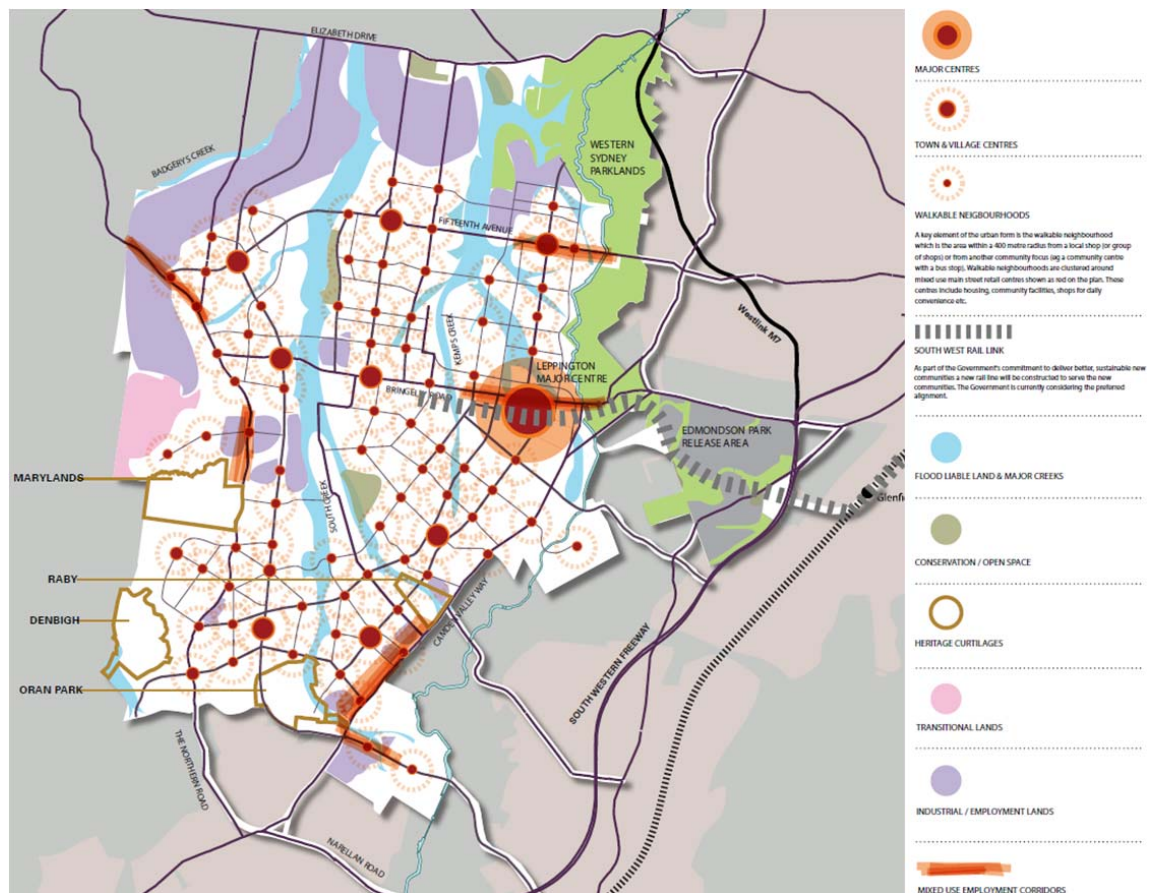 ELIZABETH DRIVE
BADGERYS CREEK
WESTERN
SYDNEY
PARKLANDS
FIFTEENTH AVENUE
KEMPS CREEK
Westlink M7
LEPPINGTON
MAJOR CENTRE
BRINGELLY ROAD
EDMONDSON PARK
RELEASE AREA
MARYLANDS
SOUTH CREEK
RABY
DENBIGH
ORAN PARK
CAMDEN VALLEY WAY
SOUTH WESTERN FREEWAY
THE NORTHERN ROAD
NARELLAN ROAD
Glenfi
MAJOR CENTRES
TOWN & VILLAGE CENTRES
WALKABLE NEIGBOURHOODS
A key element of the urban form is the walkable neighbourhood
which is the area within a 400 metre radius from a local shop (or group
of shops) or from another community focus (eg a community centre
with a bus stop). Walkable neighbourhoods are clustered around
mixed use main street retail centres shown as red on the plan. These
centres include housing, community facilities, shops for daily
convenience etc.
SOUTH WEST RAIL LINK
As part of the Government's commitment to deliver better, sustainable new
communities a new rail line will be constructed to serve the new
communities. The Government is currently considering the preferred
alignment.
FLOOD LIABLE LAND & MAJOR CREEKS
CONSERVATION / OPEN SPACE
HERITAGE CURTILAGES
TRANSITIONAL LANDS
INDUSTRIAL / EMPLOYMENT LANDS
MIXED USE EMPLOYMENT CORRIDORS